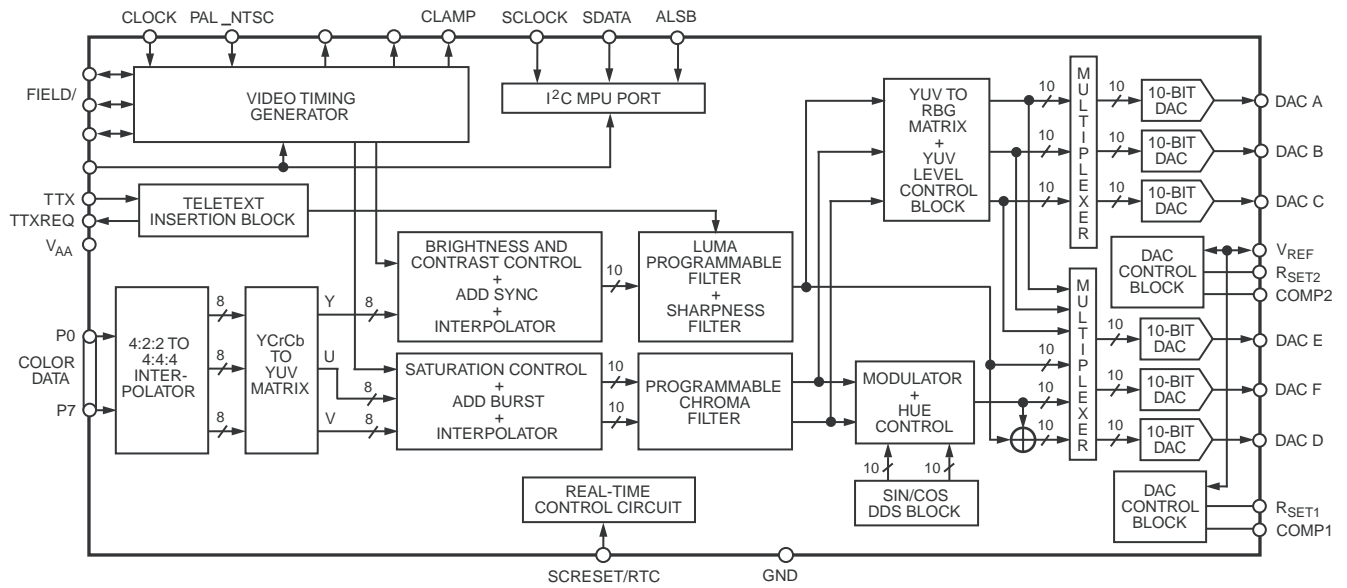 CLOCK PAL_NTSC CLAMP SCLOCK SDATA ALSB
FIELD/
VIDEO TIMING
GENERATOR
I2C MPU PORT
TTX
TTXREQ
VAA
TELETEXT
INSERTION BLOCK
P0
COLOR
DATA
P7
4:2:2 TO
4:4:4
INTER-
POLATOR
8
8
8
YCrCb
TO
YUV
MATRIX
Y
U
V
8
8
8
BRIGHTNESS AND
CONTRAST CONTROL
+
ADD SYNC
+
INTERPOLATOR
SATURATION CONTROL
+
ADD BURST
+
INTERPOLATOR
10
10
10
LUMA
PROGRAMMABLE
FILTER
+
SHARPNESS
FILTER
PROGRAMMABLE
CHROMA
FILTER
REAL-TIME
CONTROL CIRCUIT
SCRESET/RTC
GND
YUV TO
RBG
MATRIX
+
YUV
LEVEL
CONTROL
BLOCK
MODULATOR
+
HUE
CONTROL
10
10
SIN/COS
DDS BLOCK
10
10
10
10
10
10
MULTIPLEXER
MULTIPLEXER
10
10
10
10
10
10
10-BIT
DAC
DAC A
10-BIT
DAC
DAC B
10-BIT
DAC
DAC C
DAC
CONTROL
BLOCK
VREF
RSET2
COMP2
10-BIT
DAC
DAC E
10-BIT
DAC
DAC F
10-BIT
DAC
DAC D
DAC
CONTROL
BLOCK
RSET1
COMP1